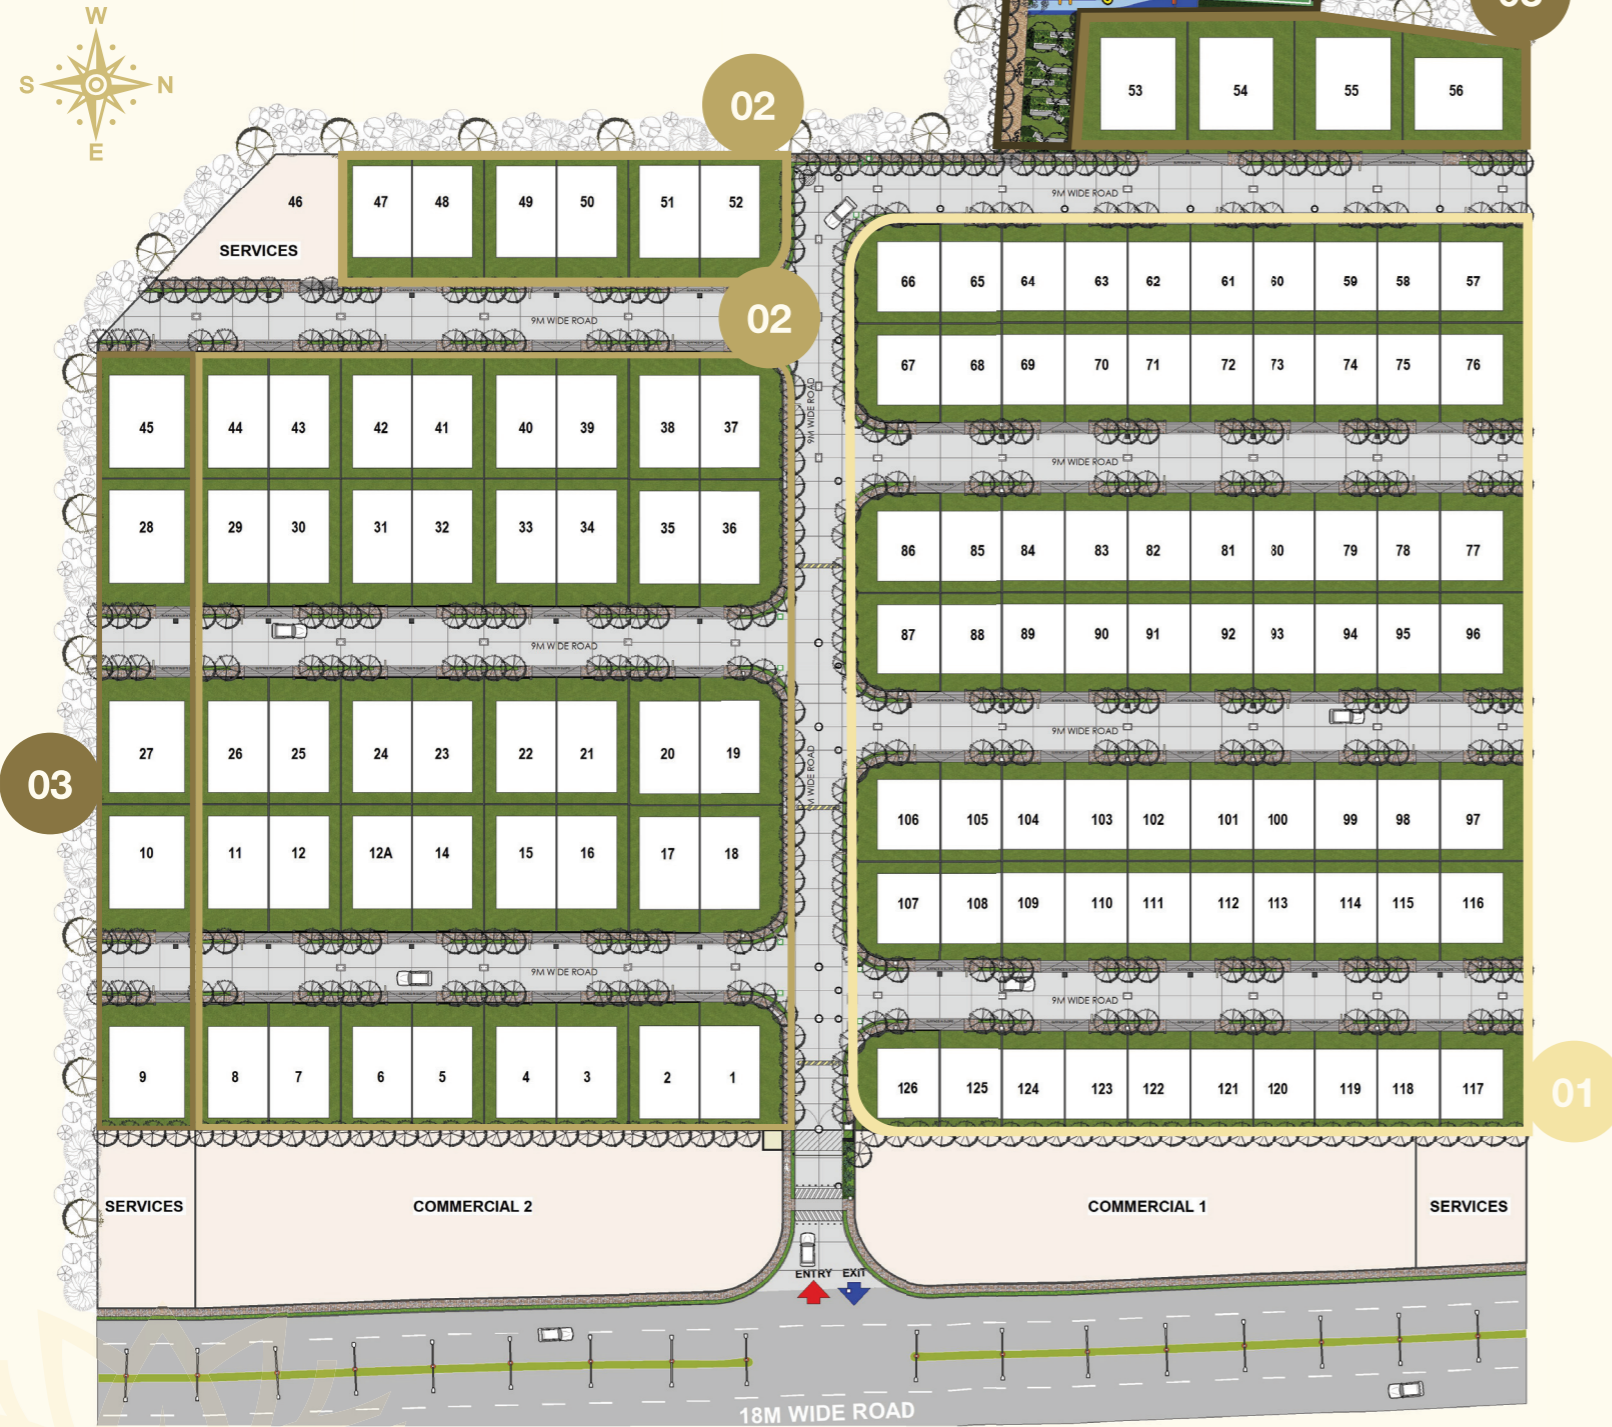 W
S N
E
03
02
53 54 55 56
9M WIDE ROAD
46 47 48 49 50 51 52
SERVICES
66 65 64 63 62 61 60 59 58 57
02
9M WIDE ROAD
67 68 69 70 71 72 73 74 75 76
9M WIDE ROAD
45 44 43 42 41 40 39 38 37
9M WIDE ROAD
28 29 30 31 32 33 34 35 36
86 85 84 83 82 81 80 79 78 77
9M WIDE ROAD
87 88 89 90 91 92 93 94 95 96
9M WIDE ROAD
27 26 25 24 23 22 21 20 19
03
M WIDE ROAD
106 105 104 103 102 101 100 99 98 97
10 11 12 12A 14 15 16 17 18
107 108 109 110 111 112 113 114 115 116
9M WIDE ROAD
9M WIDE ROAD
9 8 7 6 5 4 3 2 1
126 125 124 123 122 121 120 119 118 117
01
SERVICES COMMERCIAL 2 COMMERCIAL 1 SERVICES
ENTRY EXIT
18M WIDE ROAD